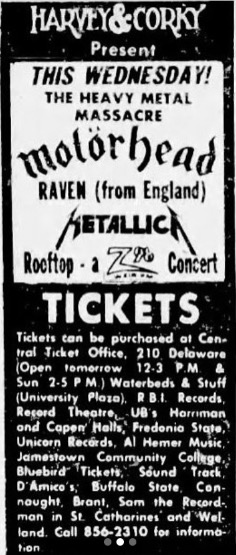 HARVEY&CORKY
Present
THIS WEDNESDAY!
THE HEAVY METAL
MASSACRE
motörhead
RAVEN (from England)
METALLICA
Rooftop - a Z98 Concert
TICKETS
Tickets can be purchased at Cen-
tral Ticket Office, 210 Delaware
(Open tomorrow 12-3 P.M. &
Sun 2-5 P.M.) Waterbeds & Stuff
(University Plaza), R.B.I. Records,
Record Theatre, UB's Harriman
and Capen Halls, Fredonia State,
Unicorn Records, Al Hemer Music,
Jamestown Community College,
Bluebird Tickets, Sound Track,
D'Amico's, Buffalo State, Con-
naught, Brant, Sam the Record-
man in St. Catharines and Wel-
land. Call 856-2310 for informa-
tion